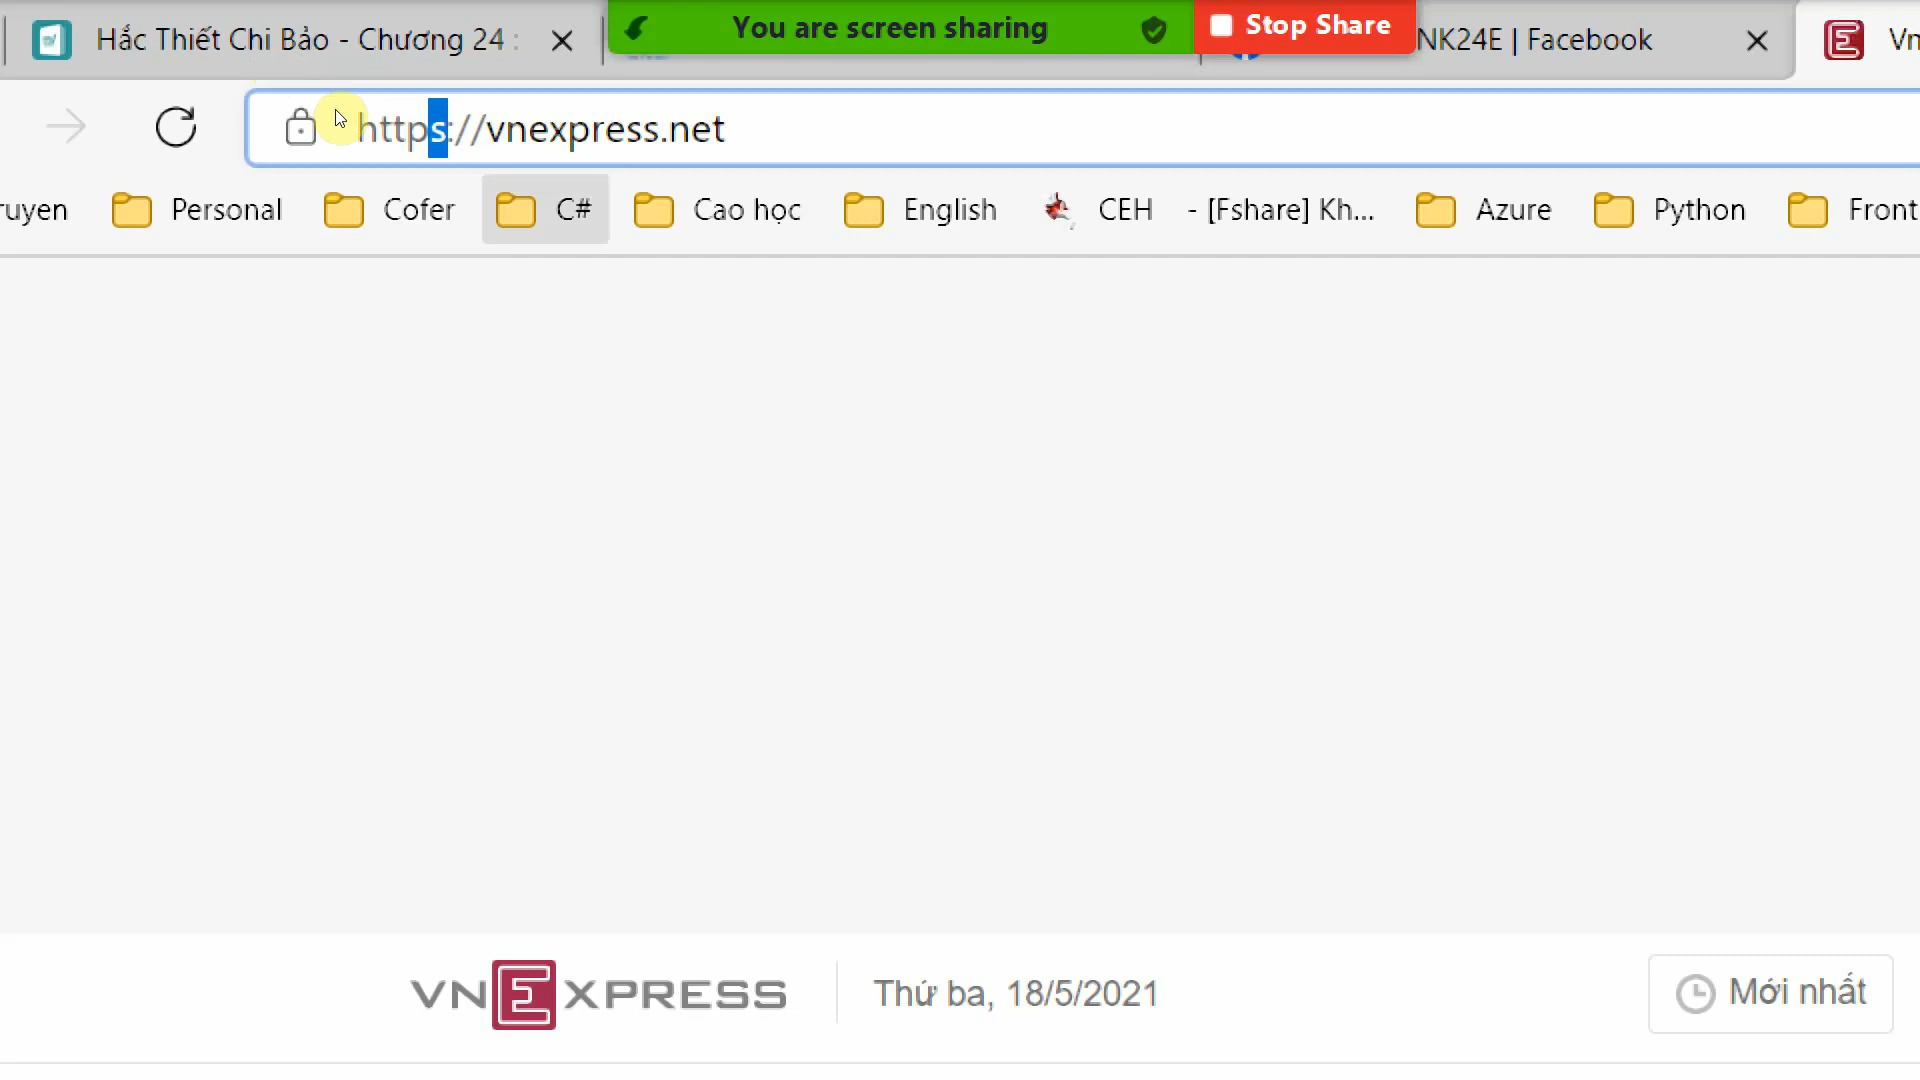 Hắc Thiết Chi Bảo - Chương 24 :
You are screen sharing
Stop Share
NK24E | Facebook
https://vnexpress.net
Personal
Cofer
C#
Cao học
English
CEH
- [Fshare] Kh...
Azure
Python
Front
VNEXPRESS
Thứ ba, 18/5/2021
Mới nhất